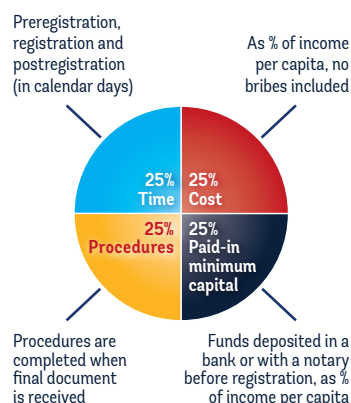 Preregistration,
registration and
postregistration
(in calendar days)
As % of income
per capita, no
bribes included
25%
Time
25%
Cost
25%
Procedures
25%
Paid-in
minimum
capital
Procedures are
completed when
final document
is received
Funds deposited in a
bank or with a notary
before registration, as %
of income per capita